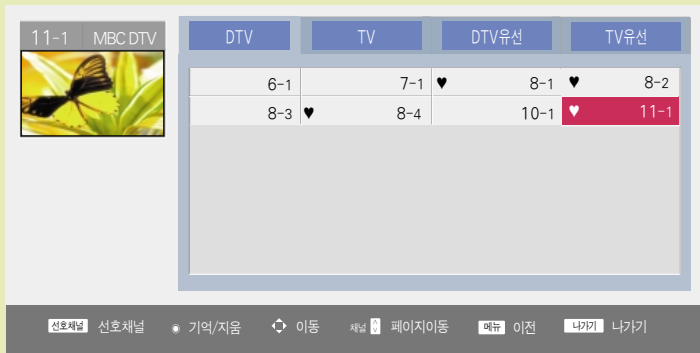 11-1 MBC DTV
DTV TV DTV유선 TV유선
6-1 7-1 ♥ 8-1 ♥ 8-2
8-3 ♥ 8-4 10-1 ♥ 11-1
선호채널 선호채널 ◉ 기억/지움 이동 채널 페이지이동 메뉴 이전 나가기 나가기